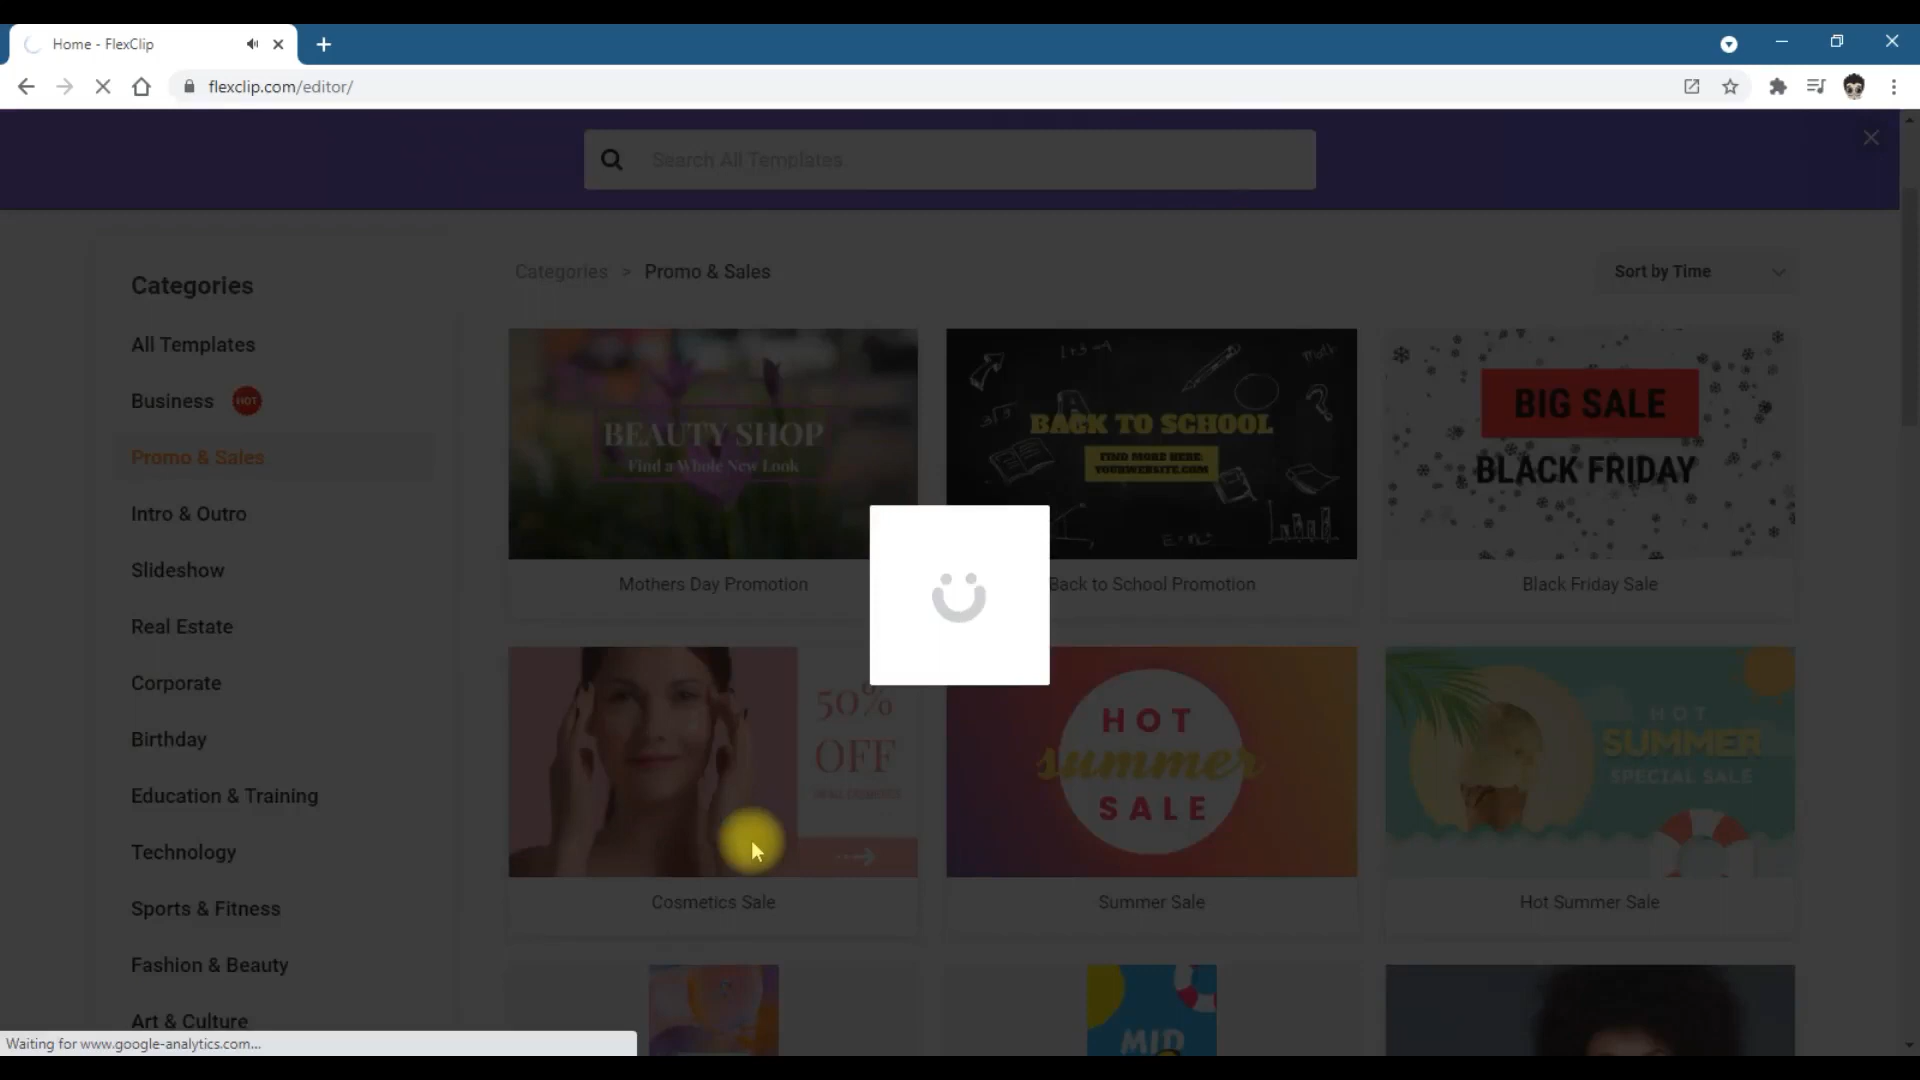 Home - FlexClip
flexclip.com/editor/
Search All Templates
Categories
All Templates
Business HOT
Promo & Sales
Intro & Outro
Slideshow
Real Estate
Corporate
Birthday
Education & Training
Technology
Sports & Fitness
Fashion & Beauty
Art & Culture
Categories > Promo & Sales
Sort by Time
BEAUTY SHOP
Find a Whole New Look
Mothers Day Promotion
1+3=4
math
BACK TO SCHOOL
FIND MORE HERE:
YOURWEBSITE.COM
Back to School Promotion
BIG SALE
BLACK FRIDAY
Black Friday Sale
50%
OFF
Cosmetics Sale
HOT
summer
SALE
Summer Sale
HOT
SUMMER
SPECIAL SALE
Hot Summer Sale
MID
Waiting for www.google-analytics.com...